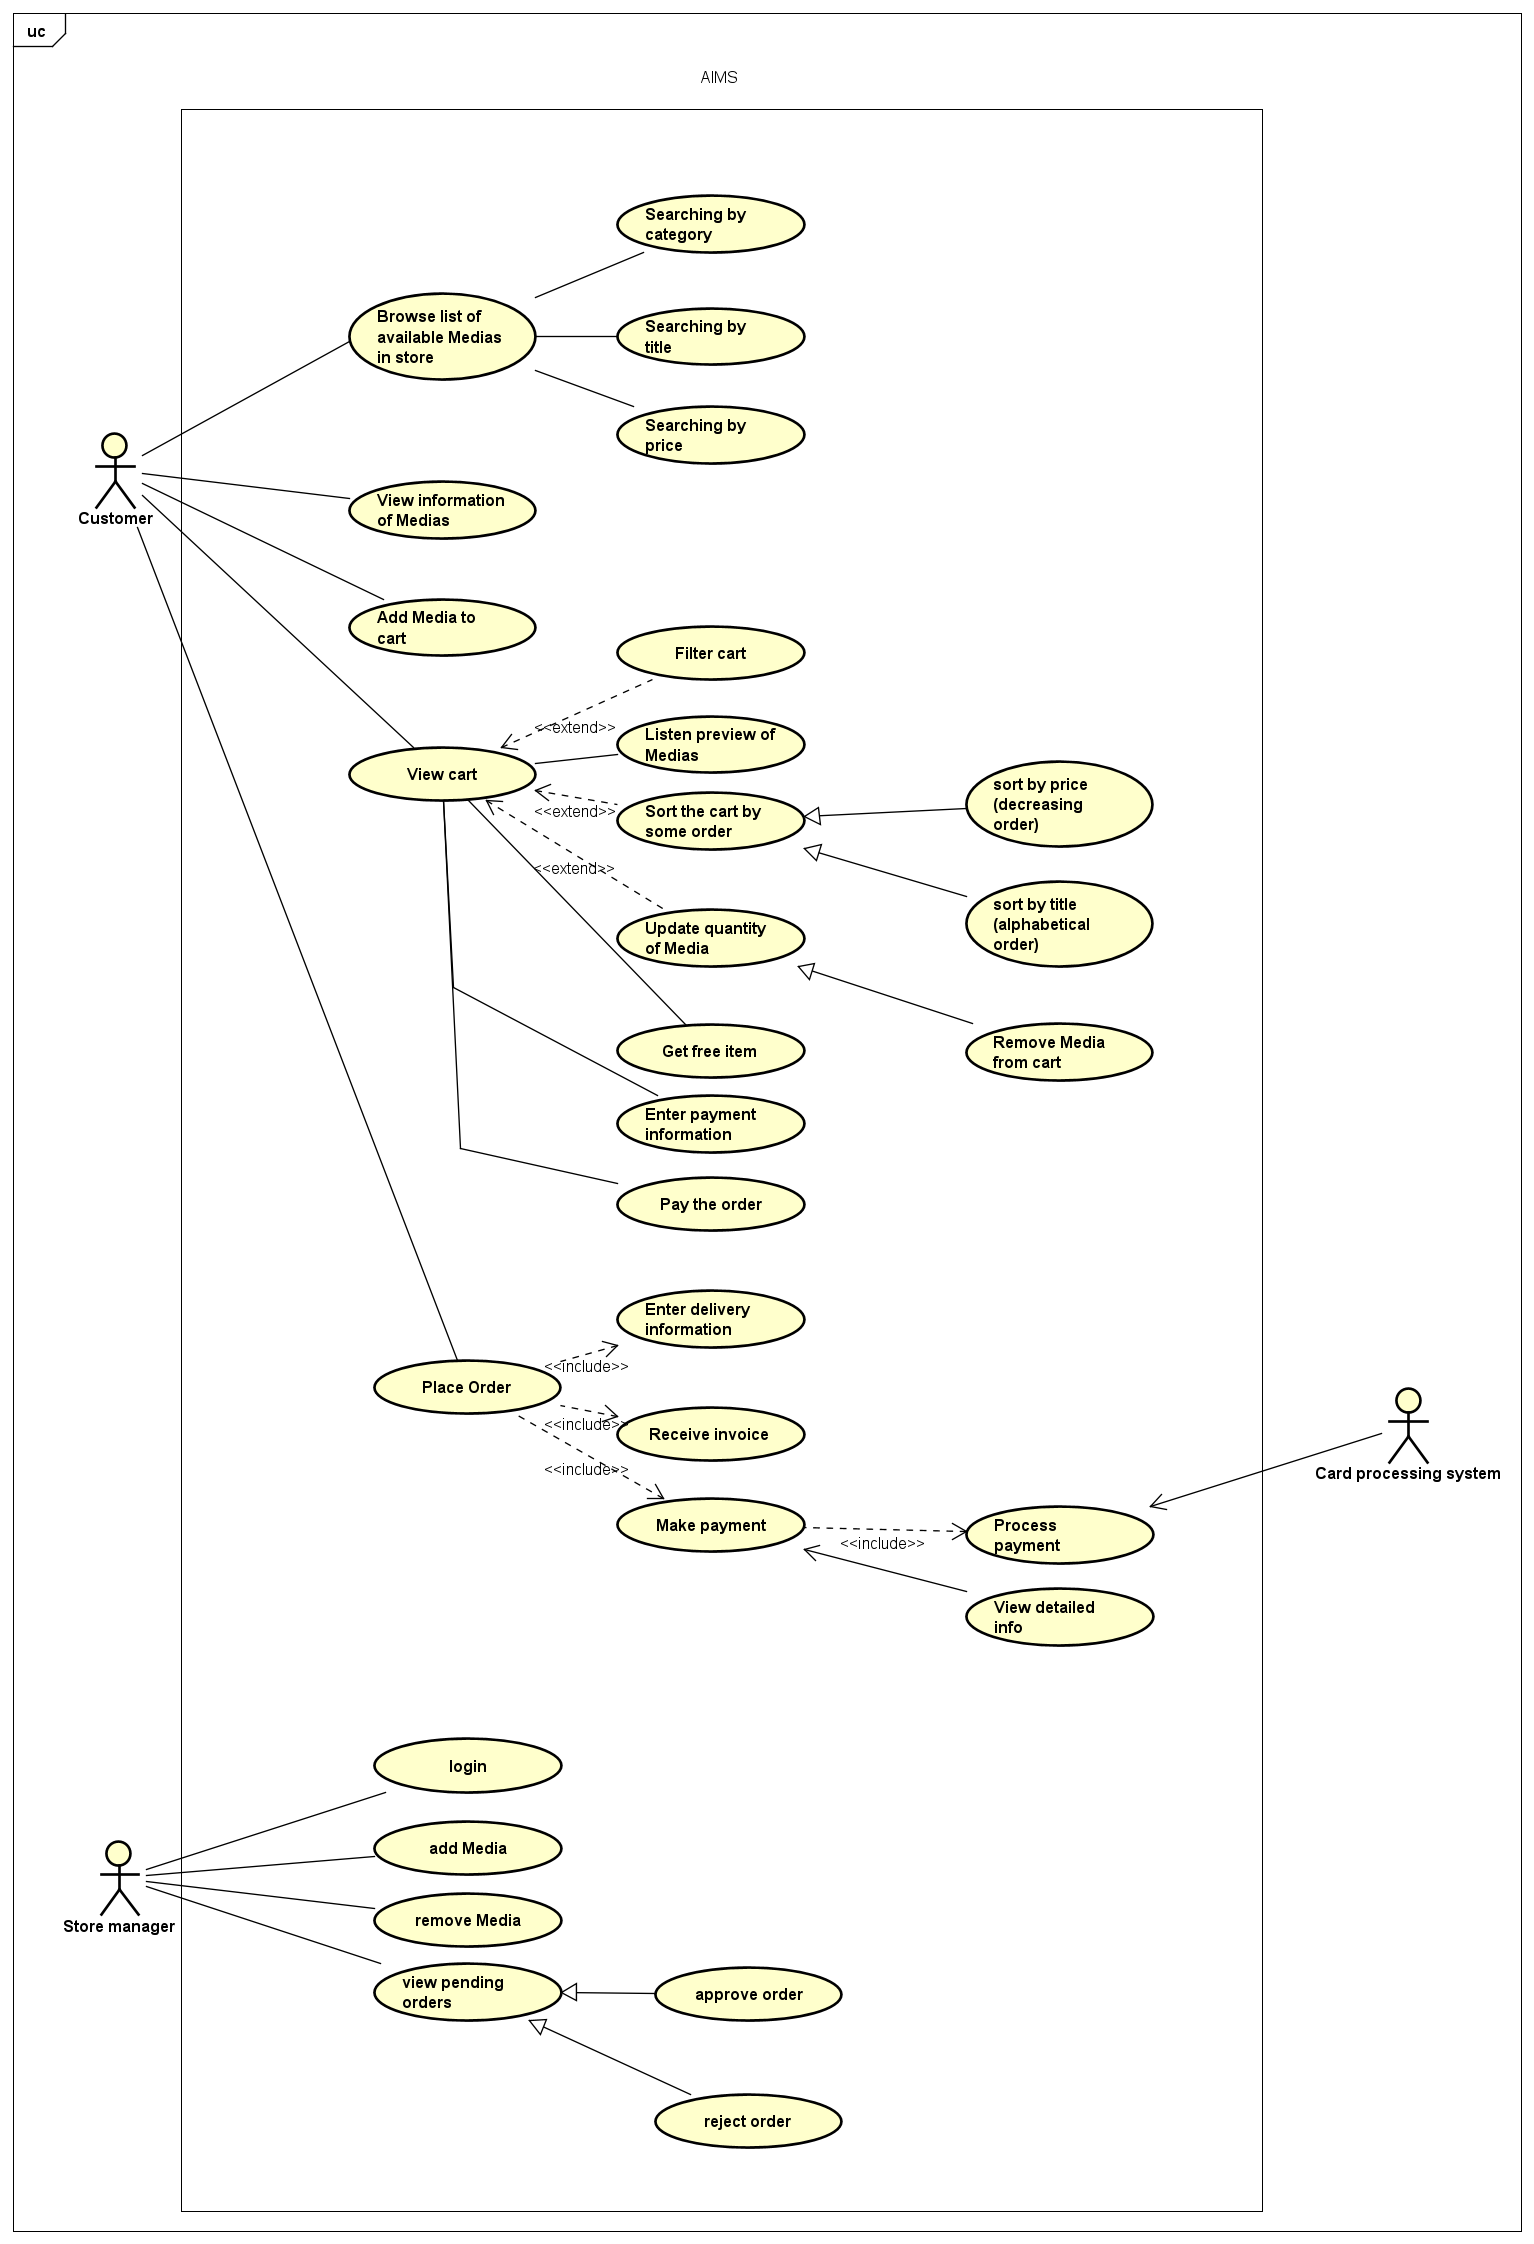 uc
AIMS
Searching by
category
Browse list of
available Medias
in store
Searching by
title
Searching by
price
Customer
View information
of Medias
Add Media to
cart
Filter cart
<<extend>>
Listen preview of
Medias
View cart
<<extend>>
Sort the cart by
some order
sort by price
(decreasing
order)
<<extend>>
sort by title
(alphabetical
order)
Update quantity
of Media
Get free item
Remove Media
from cart
Enter payment
information
Pay the order
Enter delivery
information
<<include>>
Place Order
<<include>>
Receive invoice
<<include>>
Card processing system
Make payment
<<include>>
Process
payment
View detailed
info
login
add Media
remove Media
Store manager
view pending
orders
approve order
reject order